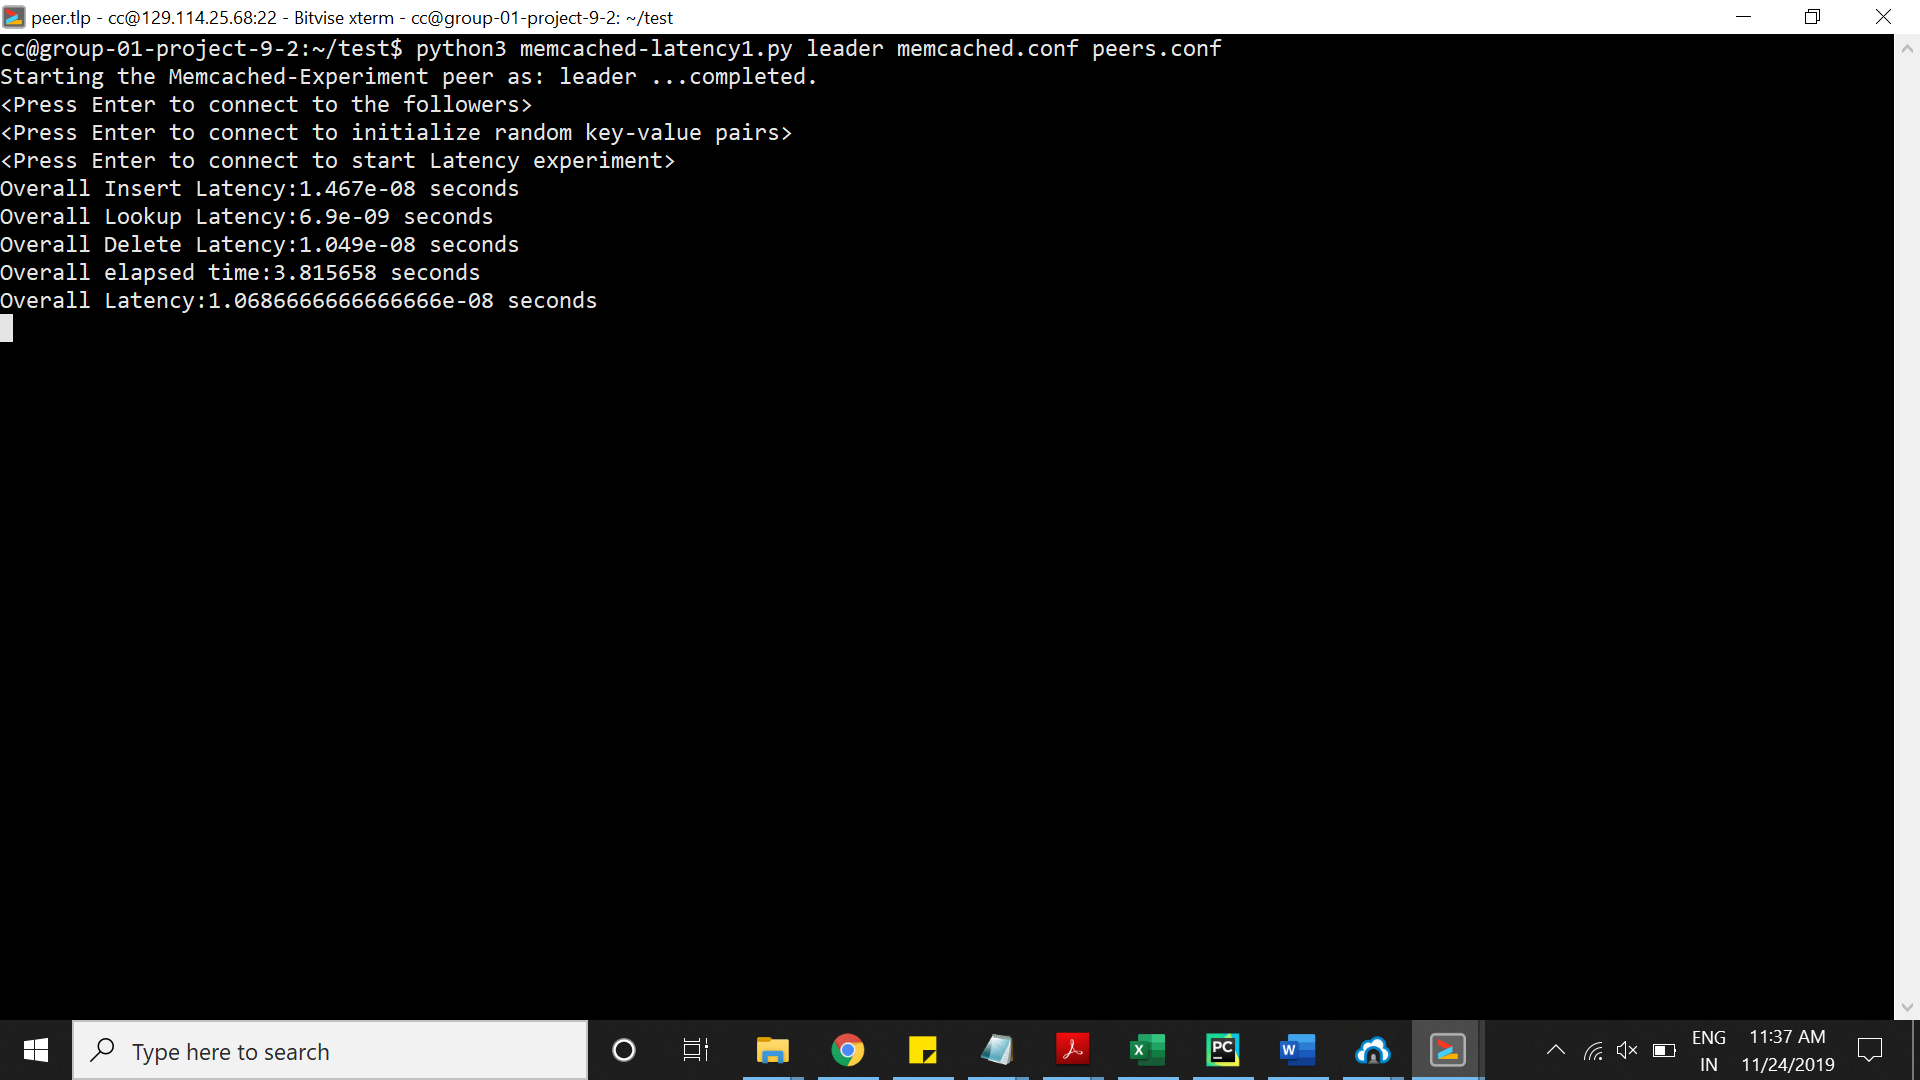 peer.tlp - cc@129.114.25.68:22 - Bitvise xterm - cc@group-01-project-9-2: ~/test
cc@group-01-project-9-2:~/test$ python3 memcached-latency1.py leader memcached.conf peers.conf
Starting the Memcached-Experiment peer as: leader ...completed.
<Press Enter to connect to the followers>
<Press Enter to connect to initialize random key-value pairs>
<Press Enter to connect to start Latency experiment>
Overall Insert Latency:1.467e-08 seconds
Overall Lookup Latency:6.9e-09 seconds
Overall Delete Latency:1.049e-08 seconds
Overall elapsed time:3.815658 seconds
Overall Latency:1.0686666666666666e-08 seconds
Type here to search
PC
ENG
IN
11:37 AM
11/24/2019